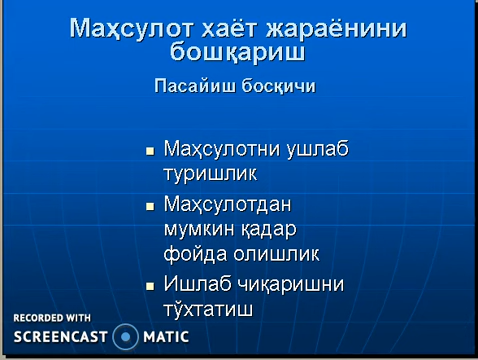 Маҳсулот хаёт жараёнини
бошқариш
Пасайиш босқичи
Маҳсулотни ушлаб
туришлик
Маҳсулотдан
мумкин қадар
фойда олишлик
Ишлаб чиқаришни
тўхтатиш
RECORDED WITH
SCREENCAST MATIC